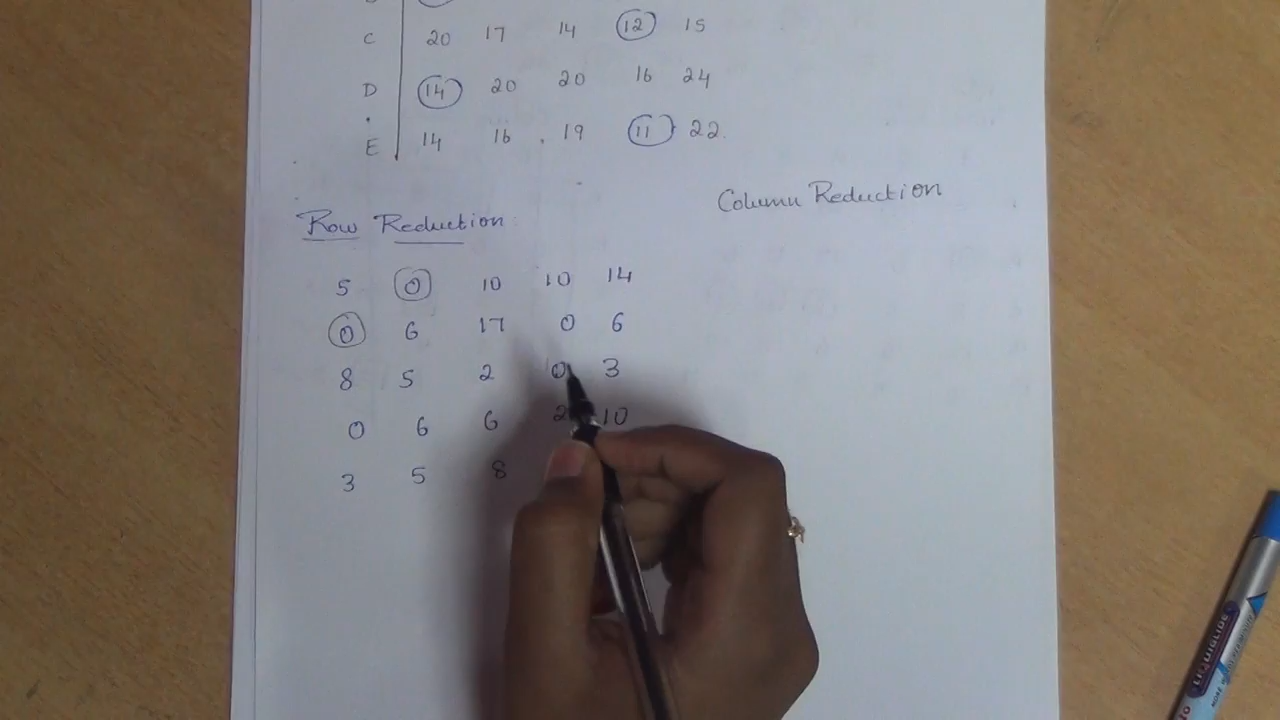 C 20 17 14 12 15
D 14 20 20 16 24
E 14 16 19 11 22
Column Reduction
Row Reduction
5 0 10 10 14
0 6 17 0 6
8 5 2 0 3
0 6 6 2 10
3 5 8
LIQUIGLIDE